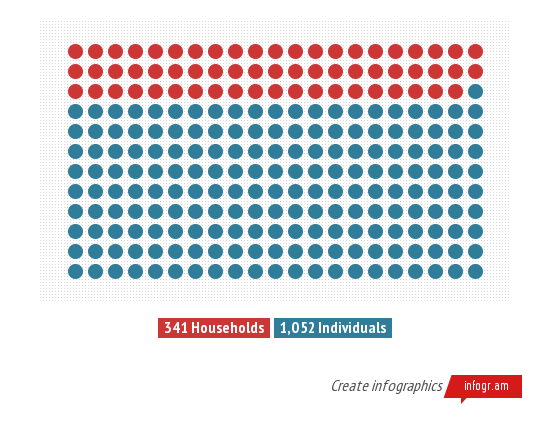 341 Households 1,052 Individuals
Create infographics infogr.am